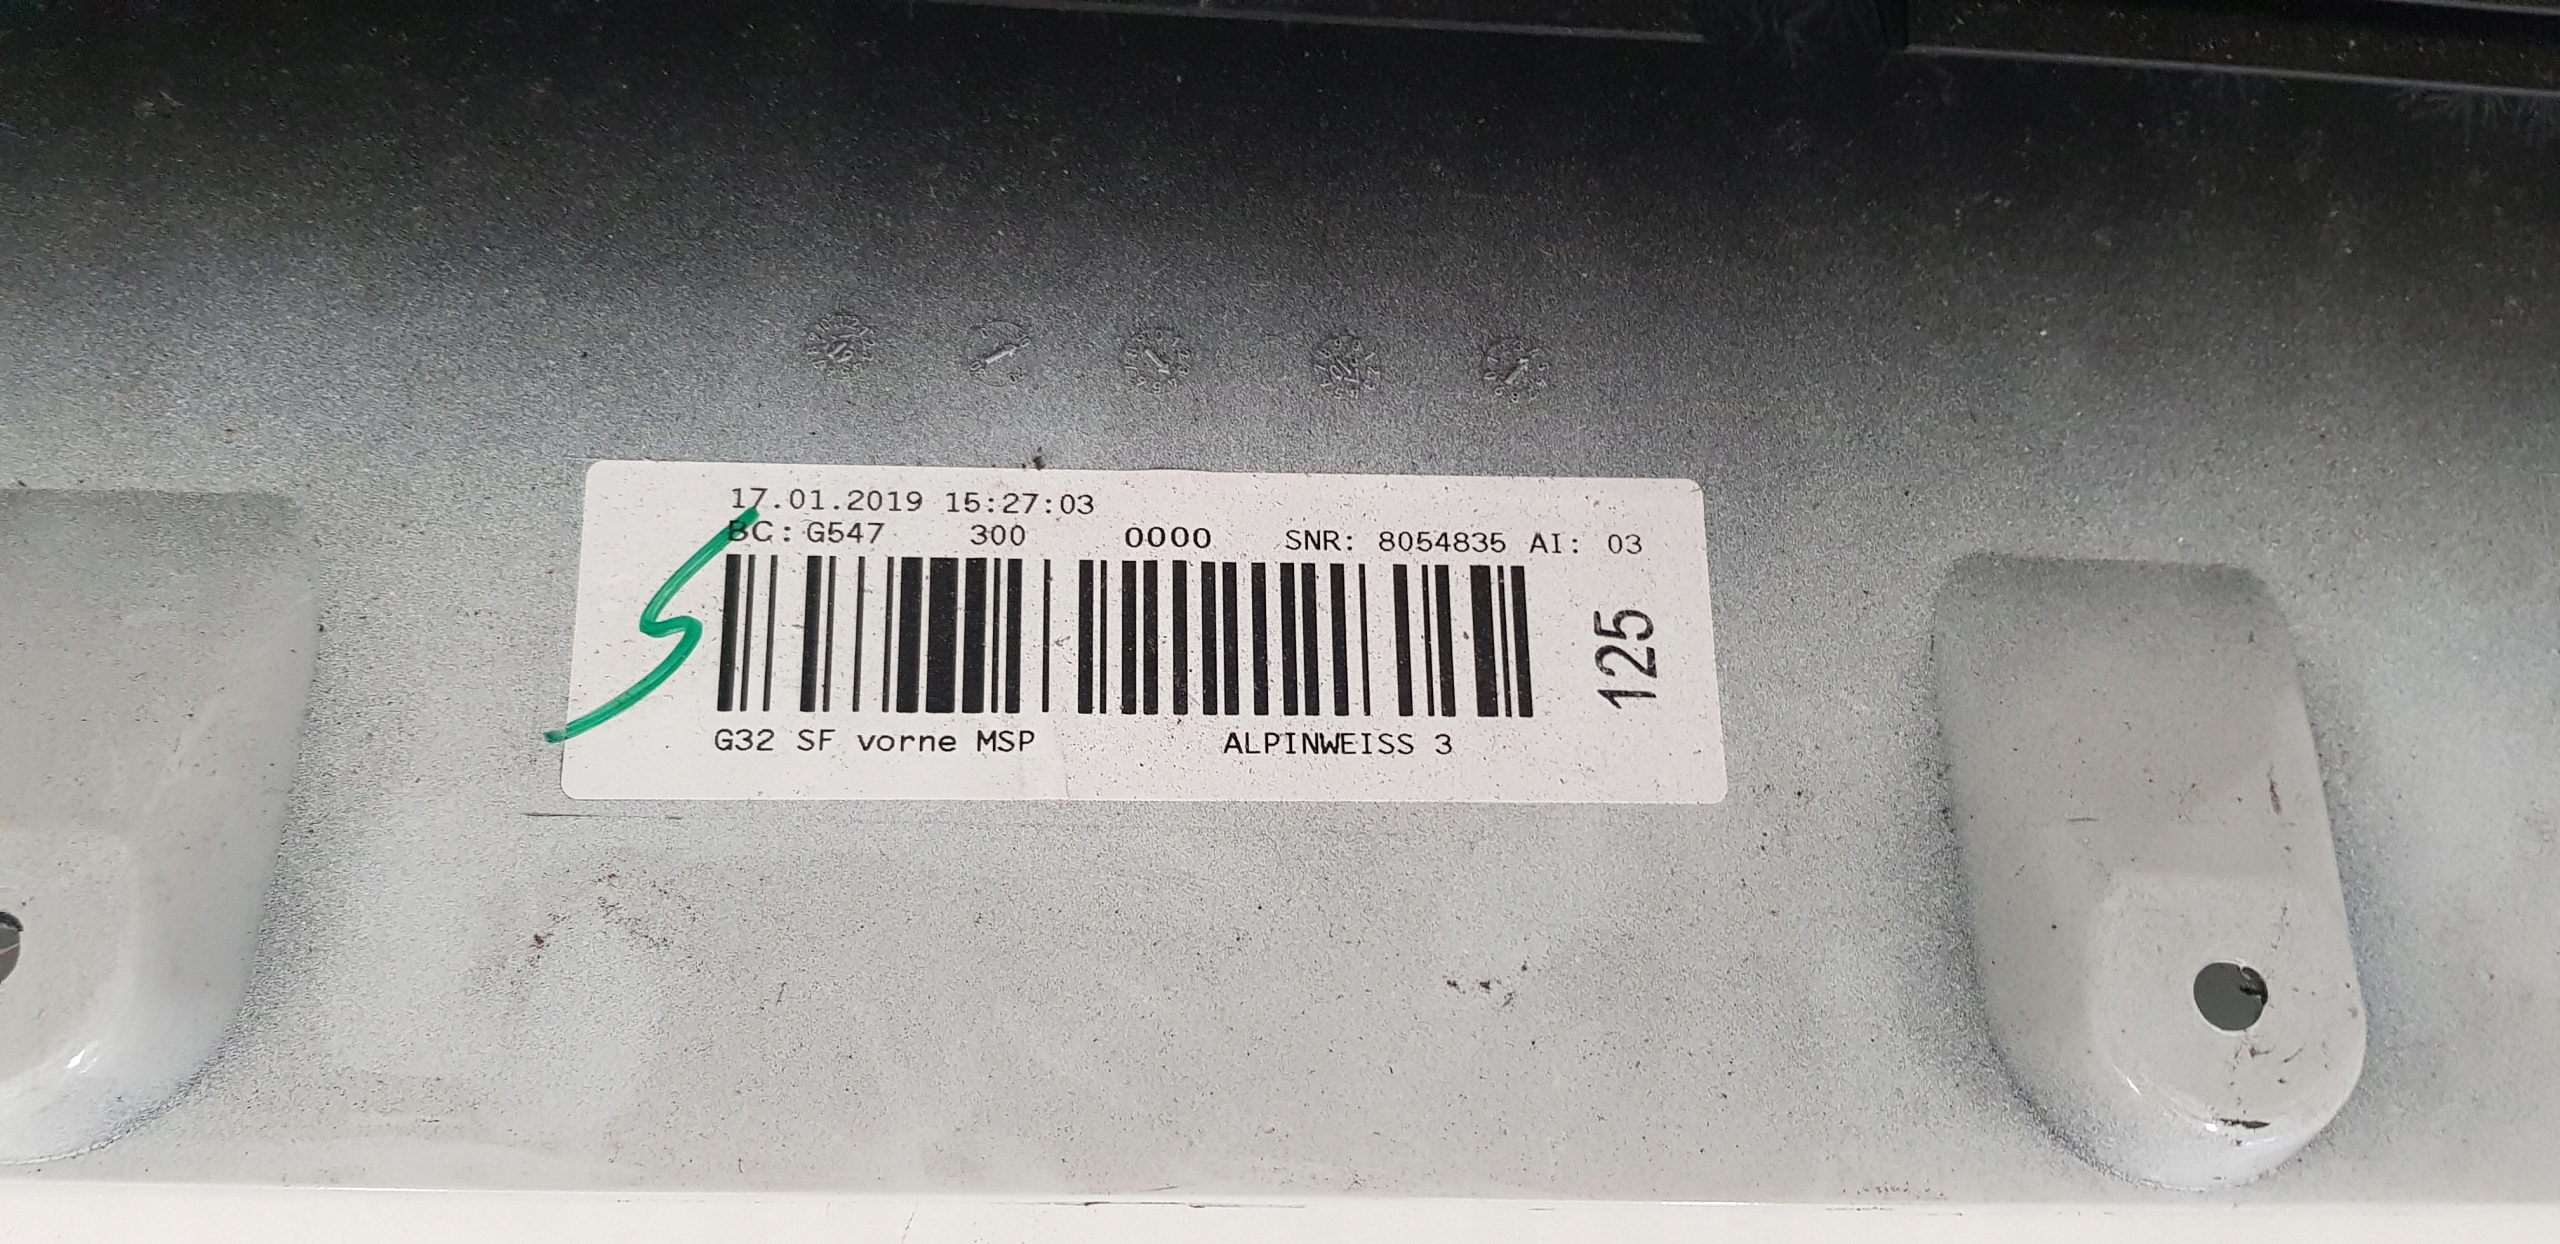 17.01.2019 15:27:03
BC: G547 300 0000 SNR: 8054835 AI: 03
125
G32 SF vorne MSP ALPINWEISS 3